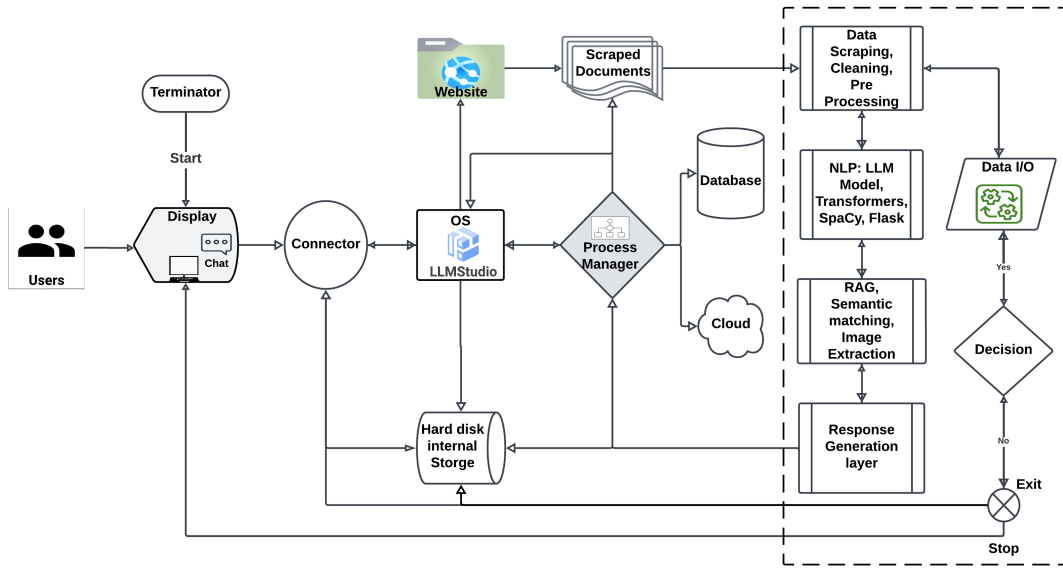 Terminator
Start
Users
Display
Chat
Connector
Website
Scraped
Documents
OS
LLMStudio
Process
Manager
Database
Cloud
Hard disk
internal
Storge
Data
Scraping,
Cleaning,
Pre
Processing
NLP: LLM
Model,
Transformers,
SpaCy, Flask
RAG,
Semantic
matching,
Image
Extraction
Response
Generation
layer
Data I/O
Yes
Decision
No
Exit
Stop